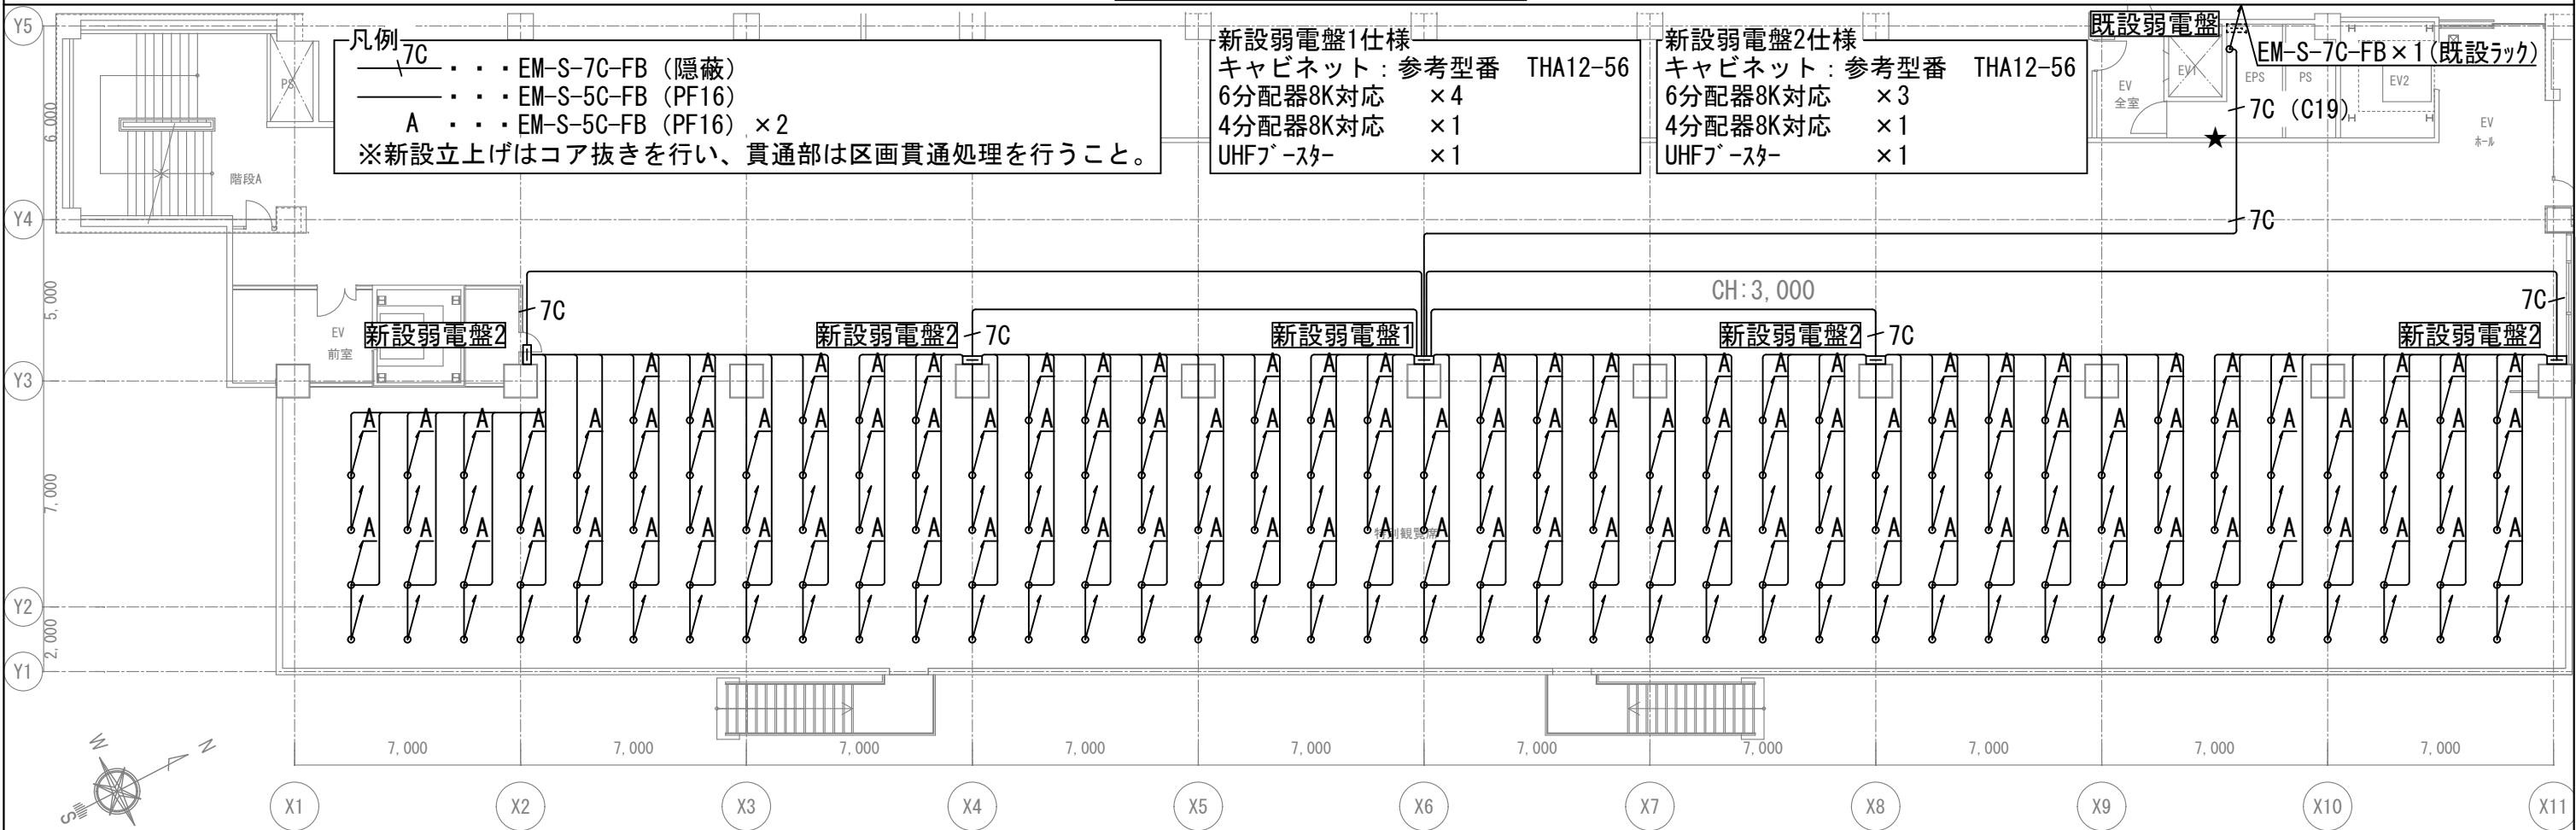 凡例
7C ・・・EM-S-7C-FB（隠蔽）
・・・EM-S-5C-FB（PF16）
A ・・・EM-S-5C-FB（PF16）×2
※新設立上げはコア抜きを行い、貫通部は区画貫通処理を行うこと。
新設弱電盤1仕様
キャビネット：参考型番 THA12-56
6分配器8K対応 ×4
4分配器8K対応 ×1
UHFﾌﾞｰｽﾀｰ ×1
新設弱電盤2仕様
キャビネット：参考型番 THA12-56
6分配器8K対応 ×3
4分配器8K対応 ×1
UHFﾌﾞｰｽﾀｰ ×1
既設弱電盤
EM-S-7C-FB×1(既設ﾗｯｸ)
PS
EV
全室
EV1
EPS
PS
EV2
EV
ﾎｰﾙ
7C（C19）
★
階段A
7C
CH:3,000
EV
前室
新設弱電盤2
7C
新設弱電盤2
7C
新設弱電盤1
新設弱電盤2
7C
新設弱電盤2
7C
A A A A A A A A A A A A A A A A A A A A A A A A A A A A A A A A A A A
A A A A A A A A A A A A A A A A A A A A A A A A A A A A A A A A A A A A A A A
A A A A A A A A A A A A A A A A A A A A A A A A A A A A A A A A A A A A A A A
特別観覧席
Y5
6,000
Y4
5,000
Y3
7,000
Y2
2,000
Y1
W
N
S
7,000 7,000 7,000 7,000 7,000 7,000 7,000 7,000 7,000 7,000
X1 X2 X3 X4 X5 X6 X7 X8 X9 X10 X11